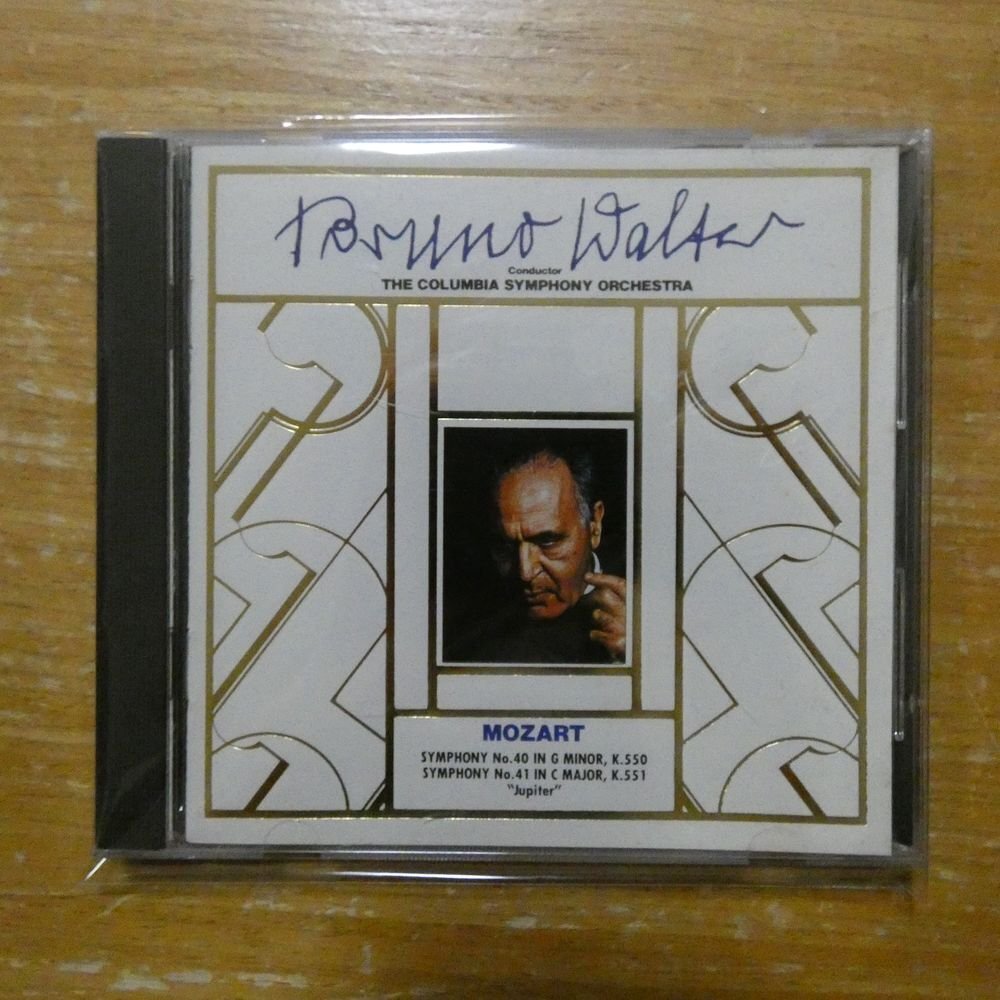 Bruno Walter
Conductor
THE COLUMBIA SYMPHONY ORCHESTRA
MOZART
SYMPHONY No.40 IN G MINOR, K.550
SYMPHONY No.41 IN C MAJOR, K.551
"Jupiter"